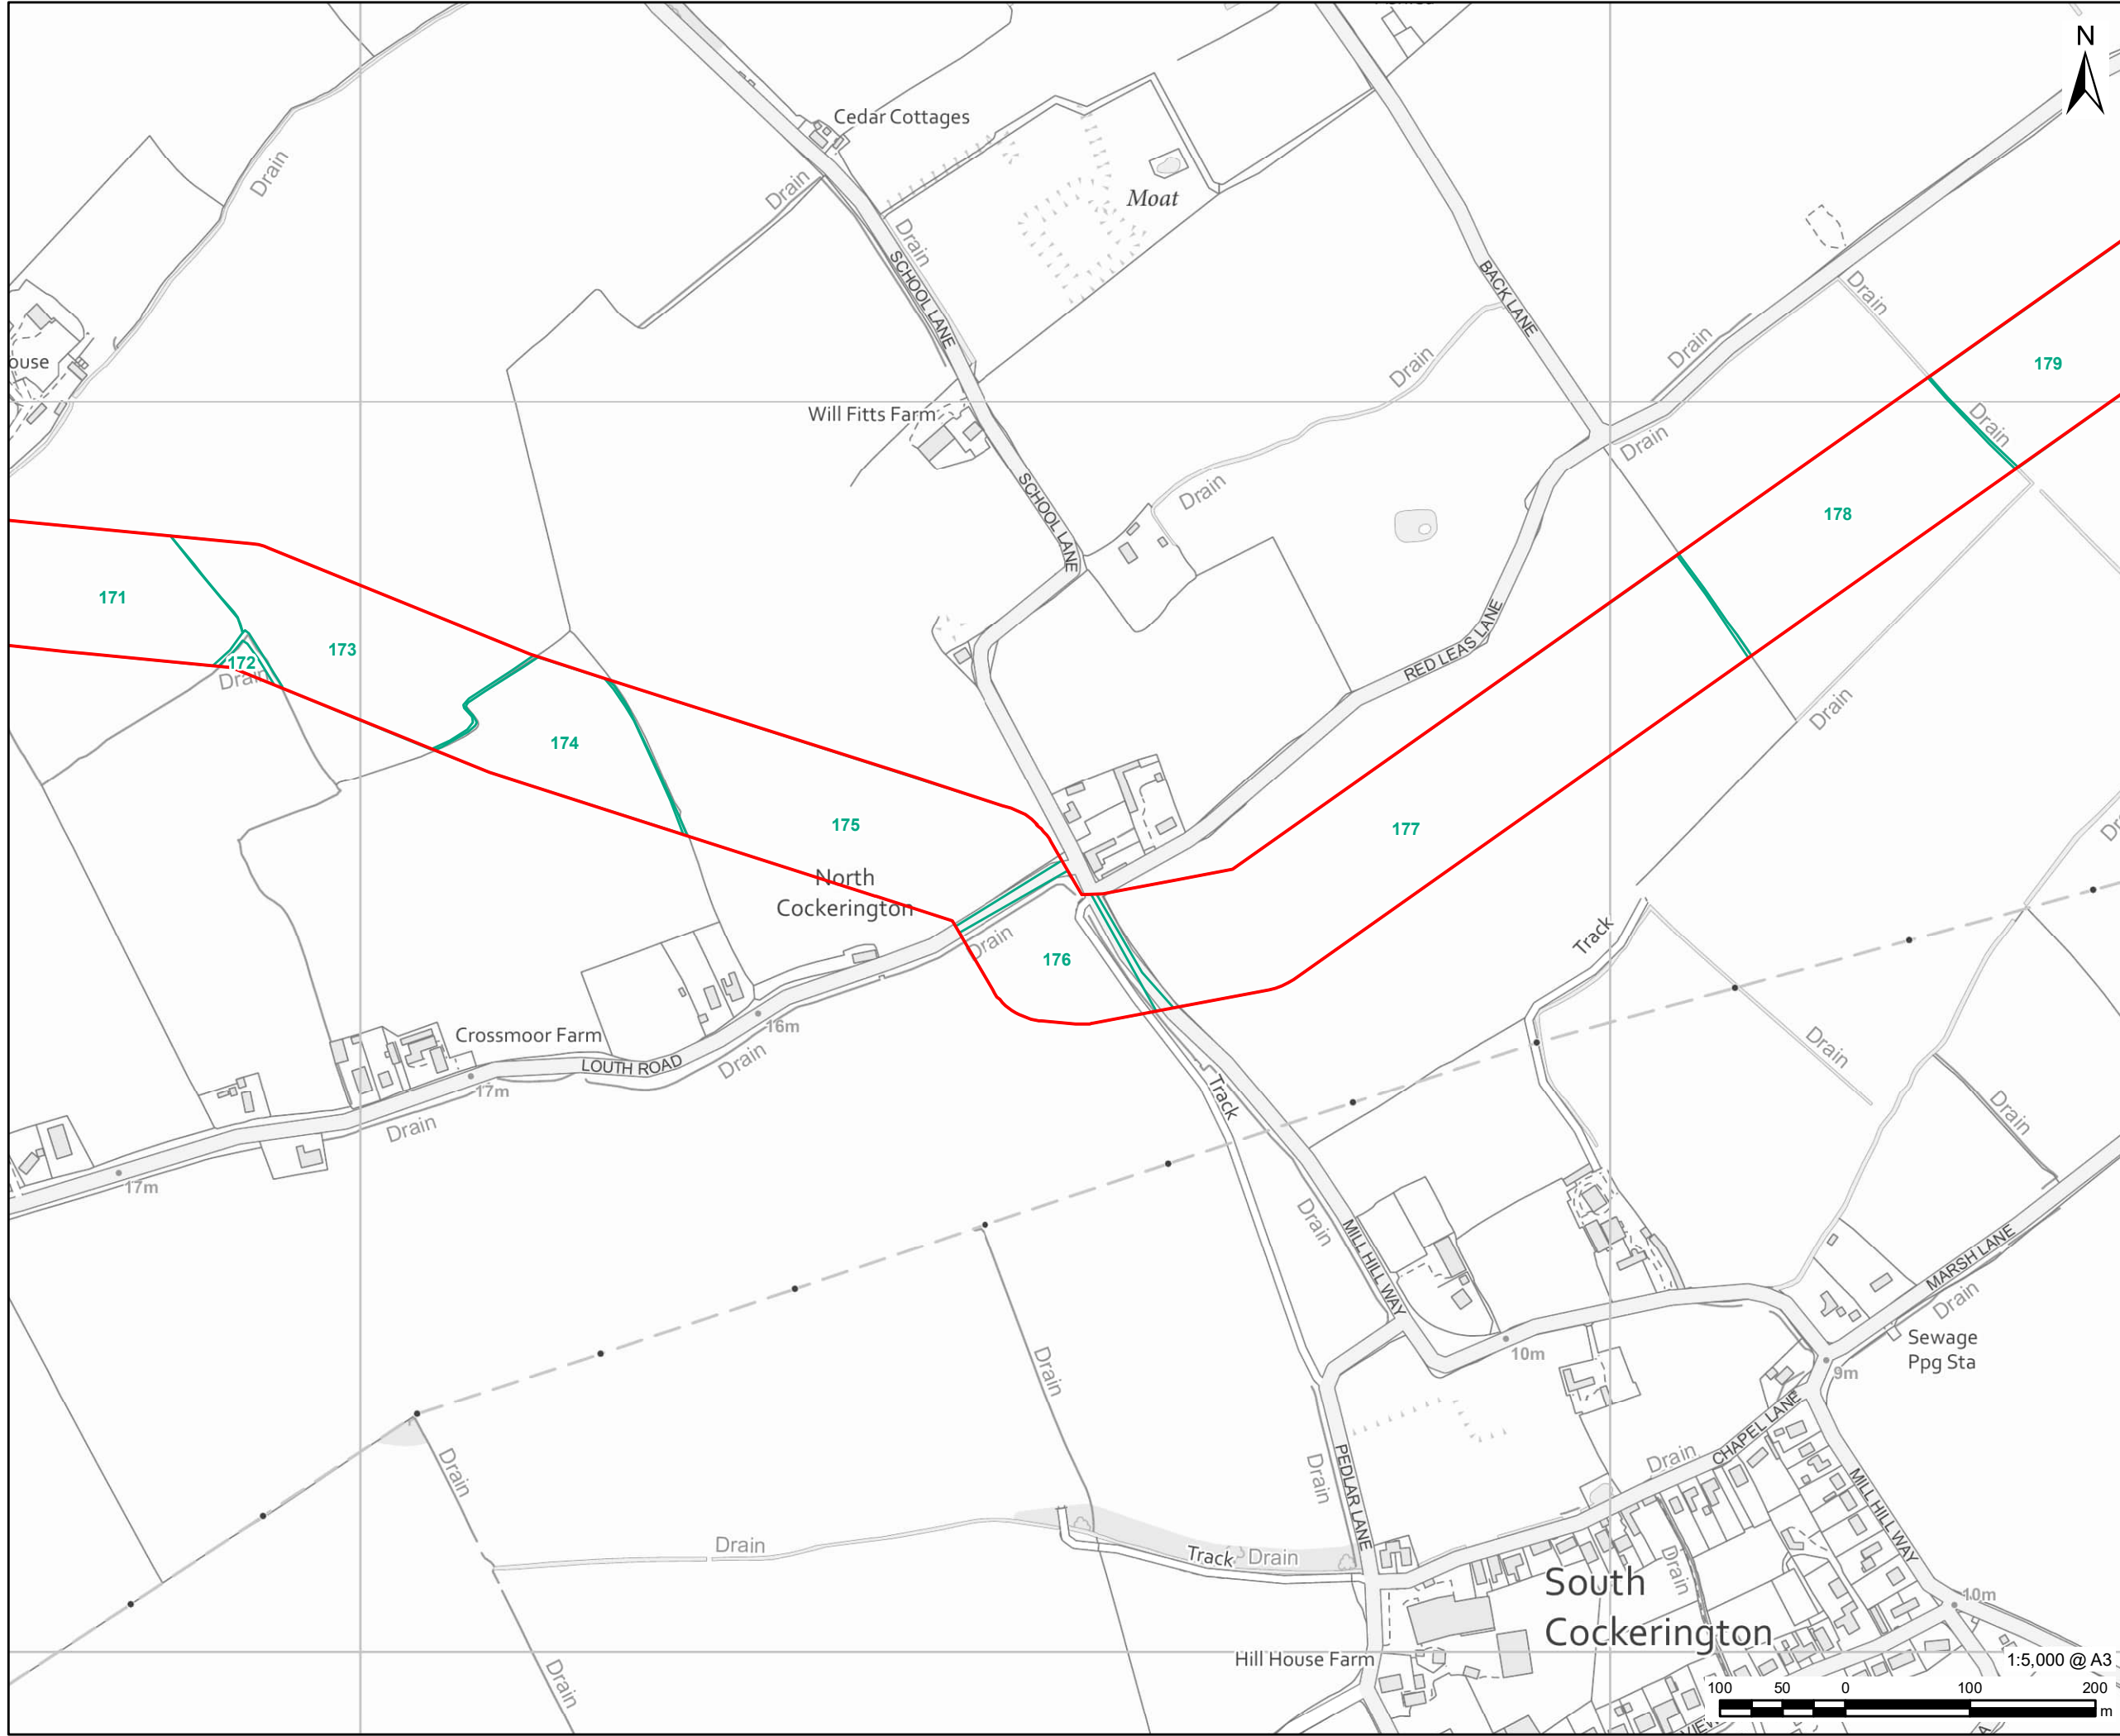 N
Cedar Cottages
Drain
Drain
Moat
Drain
SCHOOL LANE
BACK LANE
Drain
Drain
Drain
179
ouse
Will Fitts Farm
Drain
Drain
Drain
SCHOOL LANE
Drain
178
171
173
172
Drain
RED LEAS LANE
Drain
174
175
177
North
Cockerington
Drain
176
Track
16m
Crossmoor Farm
LOUTH ROAD
Drain
17m
Drain
Track
Drain
Drain
17m
Drain
MILL HILL WAY
MARSH LANE
Drain
Sewage
Ppg Sta
10m
9m
Drain
CHAPEL LANE
Drain
Drain
Drain
PEDLAR LANE
MILL HILL WAY
Drain
Track
Drain
Drain
South
Cockerington
10m
Hill House Farm
Drain
1:5,000 @ A3
100 50 0 100 200
m